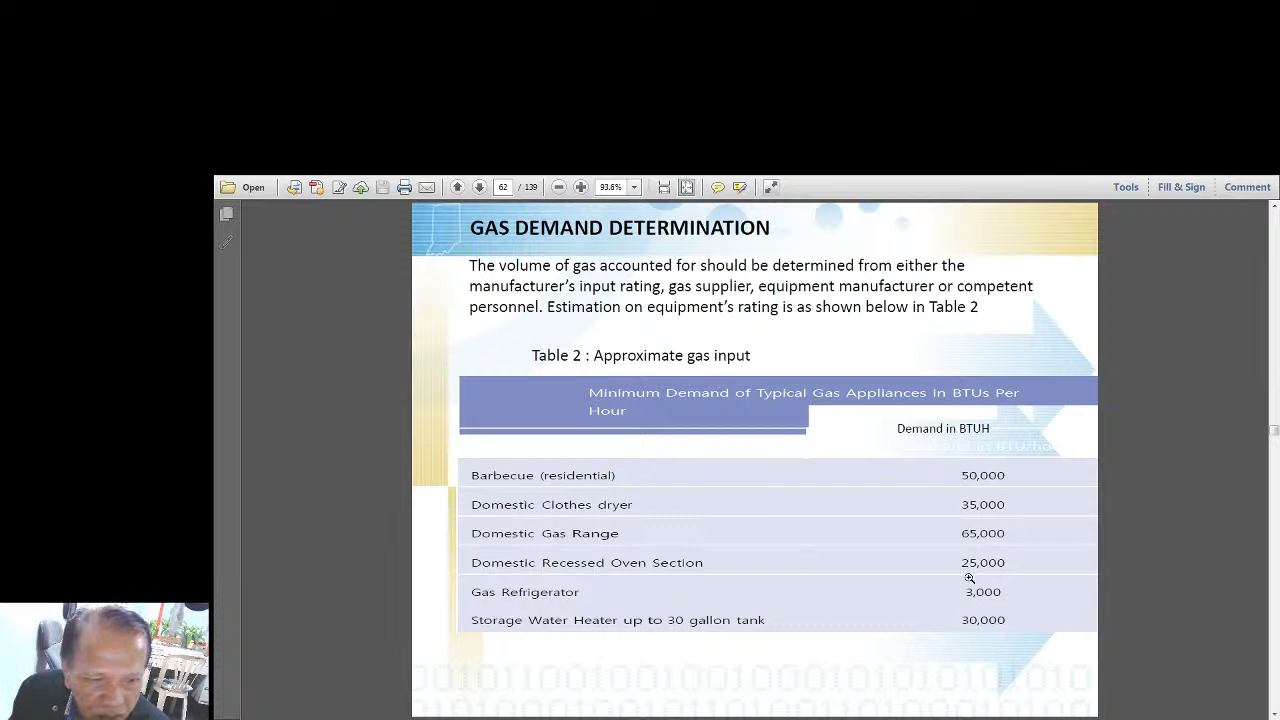 Open
62 / 139
93.6%
Tools
Fill & Sign
Comment
GAS DEMAND DETERMINATION
The volume of gas accounted for should be determined from either the
manufacturer's input rating, gas supplier, equipment manufacturer or competent
personnel. Estimation on equipment's rating is as shown below in Table 2
Table 2 : Approximate gas input
Minimum Demand of Typical Gas Appliances in BTUs Per
Hour
Demand in BTUH
Barbecue (residential) 50,000
Domestic Clothes dryer 35,000
Domestic Gas Range 65,000
Domestic Recessed Oven Section 25,000
Gas Refrigerator 3,000
Storage Water Heater up to 30 gallon tank 30,000